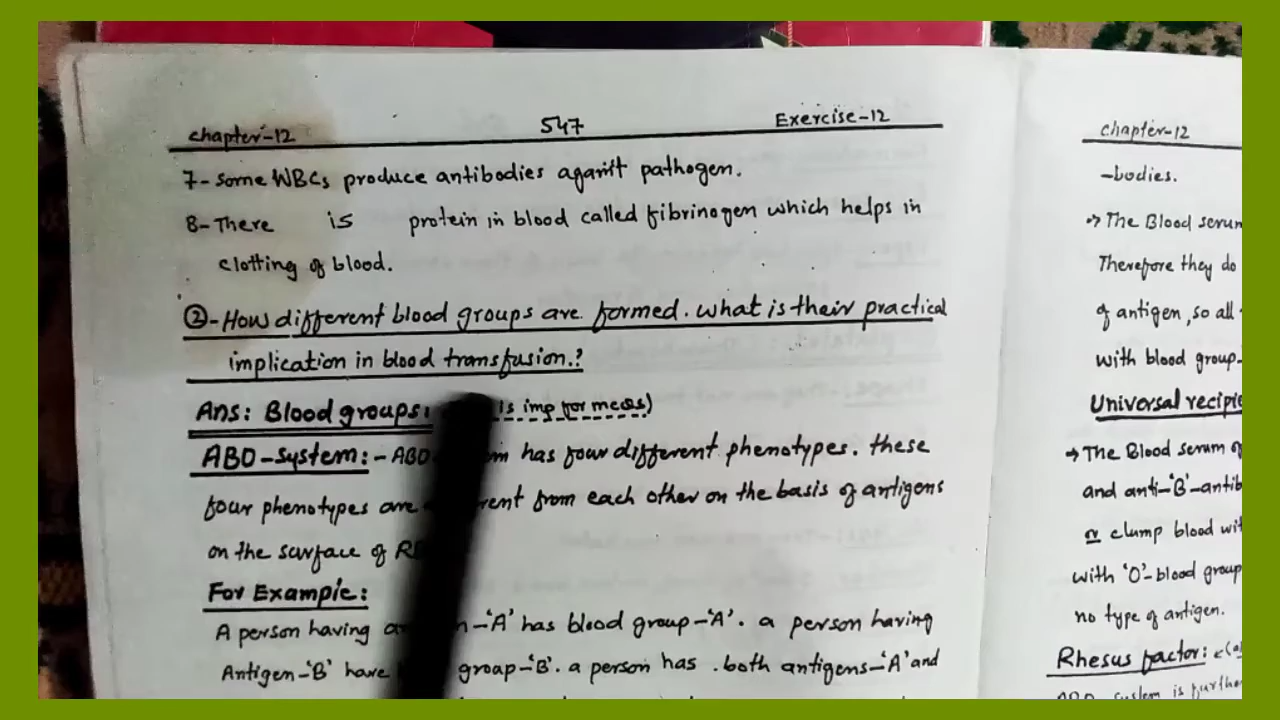 chapter-12 547 Exercise-12
7- some WBCs produce antibodies against pathogen.
8- There is protein in blood called fibrinogen which helps in
clotting of blood.
②- How different blood groups are formed. what is their practical
implication in blood transfusion.?
Ans: Blood groups: is imp for
ABO-system:- ABO has four different phenotypes. these
four phenotypes are from each other on the basis of antigens
on the surface of
For Example:
A person having -'A' has blood group-'A'. a person having
Antigen-'B' have group-'B'. a person has . both antigens-'A' and
chapter-12
-bodies.
→ The Blood serum
Therefore they do
of antigen, so all
with blood group-
Universal
→ The Blood serum of
and anti-'B'-
or clump blood
with 'O'-blood group
no type of antigen.
Rhesus factor:
system is